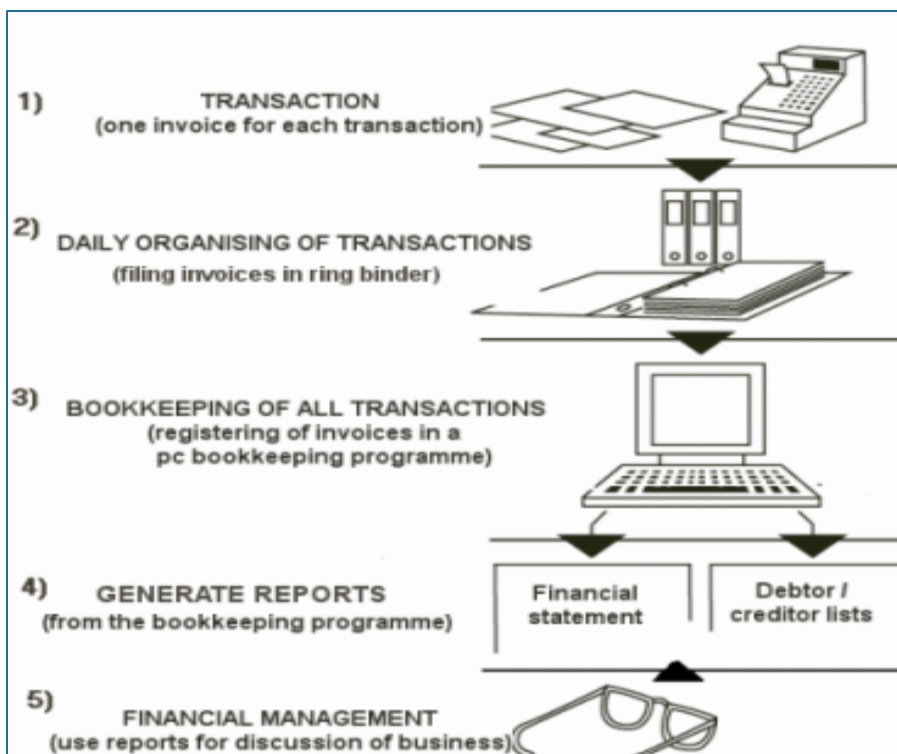 1) TRANSACTION
(one invoice for each transaction)
2) DAILY ORGANISING OF TRANSACTIONS
(filing invoices in ring binder)
3) BOOKKEEPING OF ALL TRANSACTIONS
(registering of invoices in a
pc bookkeeping programme)
4) GENERATE REPORTS
(from the bookkeeping programme)
Financial
statement
Debtor /
creditor lists
5) FINANCIAL MANAGEMENT
(use reports for discussion of business)